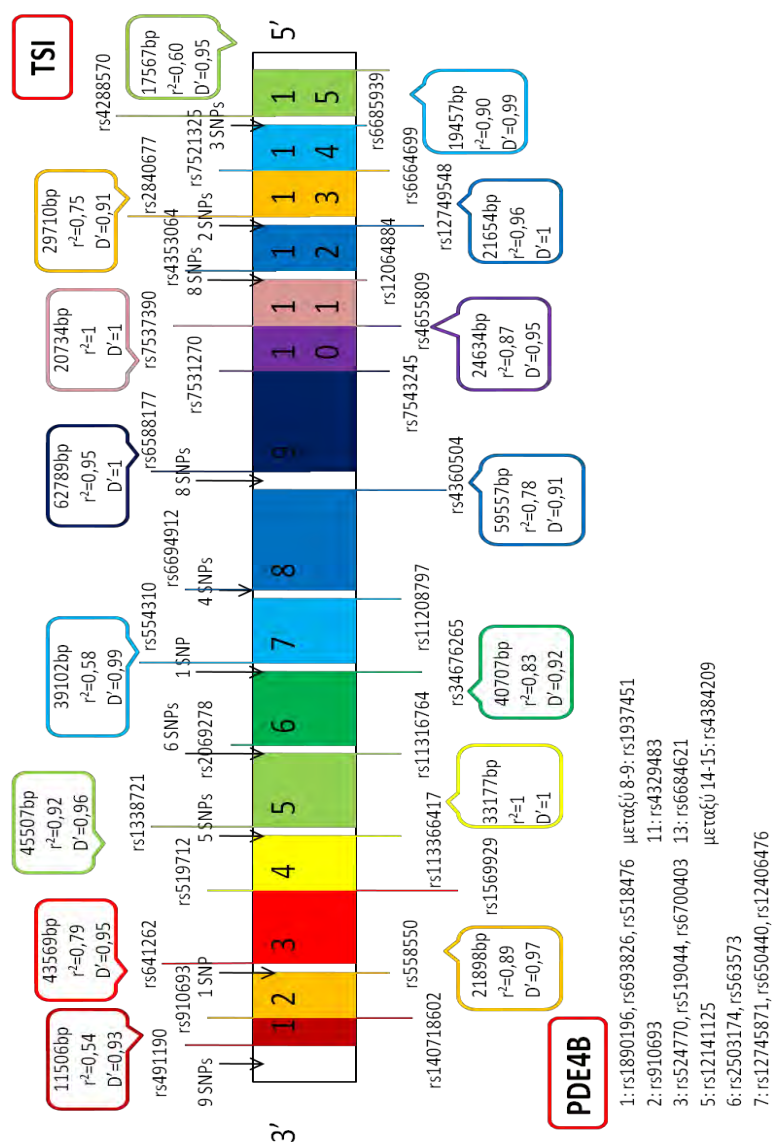 TSI
11506bp
r²=0,54
D'=0,93
43569bp
r²=0,79
D'=0,95
45507bp
r²=0,92
D'=0,96
39102bp
r²=0,58
D'=0,99
62789bp
r²=0,95
D'=1
20734bp
r²=1
D'=1
29710bp
r²=0,75
D'=0,91
17567bp
r²=0,60
D'=0,95
rs491190
rs910693
rs641262
rs519712
rs1338721
rs2069278
rs554310
rs6694912
rs6588177
rs7531270
rs7537390
rs4353064
rs2840677
rs7521325
rs4288570
9 SNPs
1 SNP
5 SNPs
6 SNPs
1 SNP
4 SNPs
8 SNPs
8 SNPs
2 SNPs
3 SNPs
3'
1
2
3
4
5
6
7
8
9
10
11
12
13
14
15
5'
rs140718602
rs558550
rs1569929
rs113366417
rs11316764
rs34676265
rs11208797
rs4360504
rs7543245
rs4655809
rs12064884
rs12749548
rs6664699
rs6685939
21898bp
r²=0,89
D'=0,97
33177bp
r²=1
D'=1
40707bp
r²=0,83
D'=0,92
59557bp
r²=0,78
D'=0,91
24634bp
r²=0,87
D'=0,95
21654bp
r²=0,96
D'=1
19457bp
r²=0,90
D'=0,99
PDE4B
1: rs1890196, rs693826, rs518476 μεταξύ 8-9: rs1937451
2: rs910693 11: rs4329483
3: rs524770, rs519044, rs6700403 13: rs6684621
5: rs12141125 μεταξύ 14-15: rs4384209
6: rs2503174, rs563573
7: rs12745871, rs650440, rs12406476